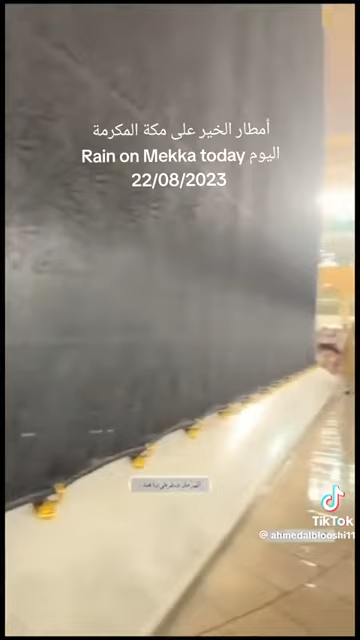 أمطار الخير على مكة المكرمة
اليوم Rain on Mekka today
22/08/2023
TikTok
@ahmedalblooshi11